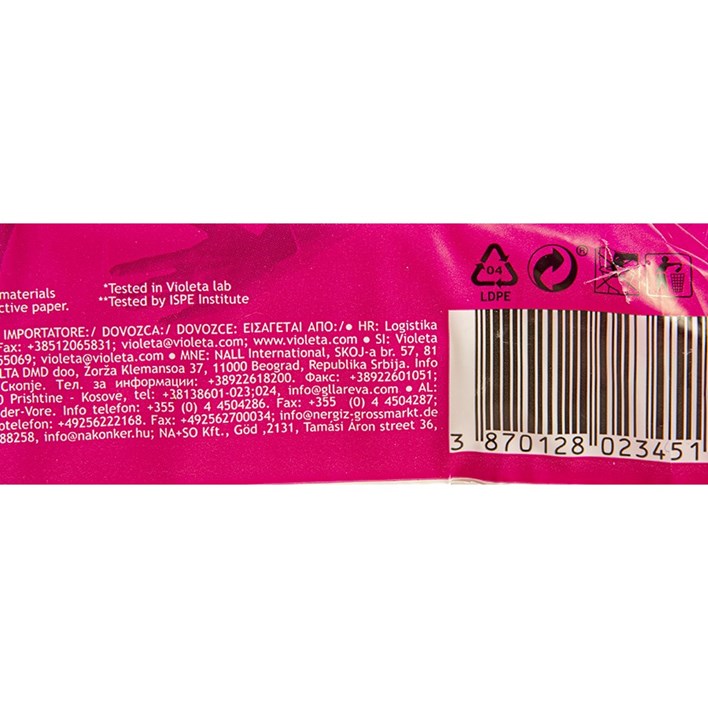 materials
ctive paper.
*Tested in Violeta lab
**Tested by ISPE Institute
IMPORTATORE:/ DOVOZCA:/ DOVOZCE: ΕΙΣΑΓΕΤΑΙ ΑΠΟ:/● HR: Logistika
Fax: +38512065831; violeta@violeta.com; www.violeta.com ● SI: Violeta
55069; violeta@violeta.com ● MNE: NALL International, SKOJ-a br. 57, 81
LTA DMD doo, Žorža Klemansoa 37, 11000 Beograd, Republika Srbija. Info
Скопје. Тел. за информации: +38922618200. Факс: +38922601051;
0 Prishtine - Kosove, tel: +38138601-023;024, info@gllareva.com ● AL:
der-Vore. Info telefon: +355 (0) 4 4504286. Fax: +355 (0) 4 4504287;
telefon: +49256222168. Fax: +492562700034; info@nergiz-grossmarkt.de
88258, info@nakonker.hu; NA+SO Kft., Göd ,2131, Tamási Áron street 36,
04
LDPE
®
3 870128 023451